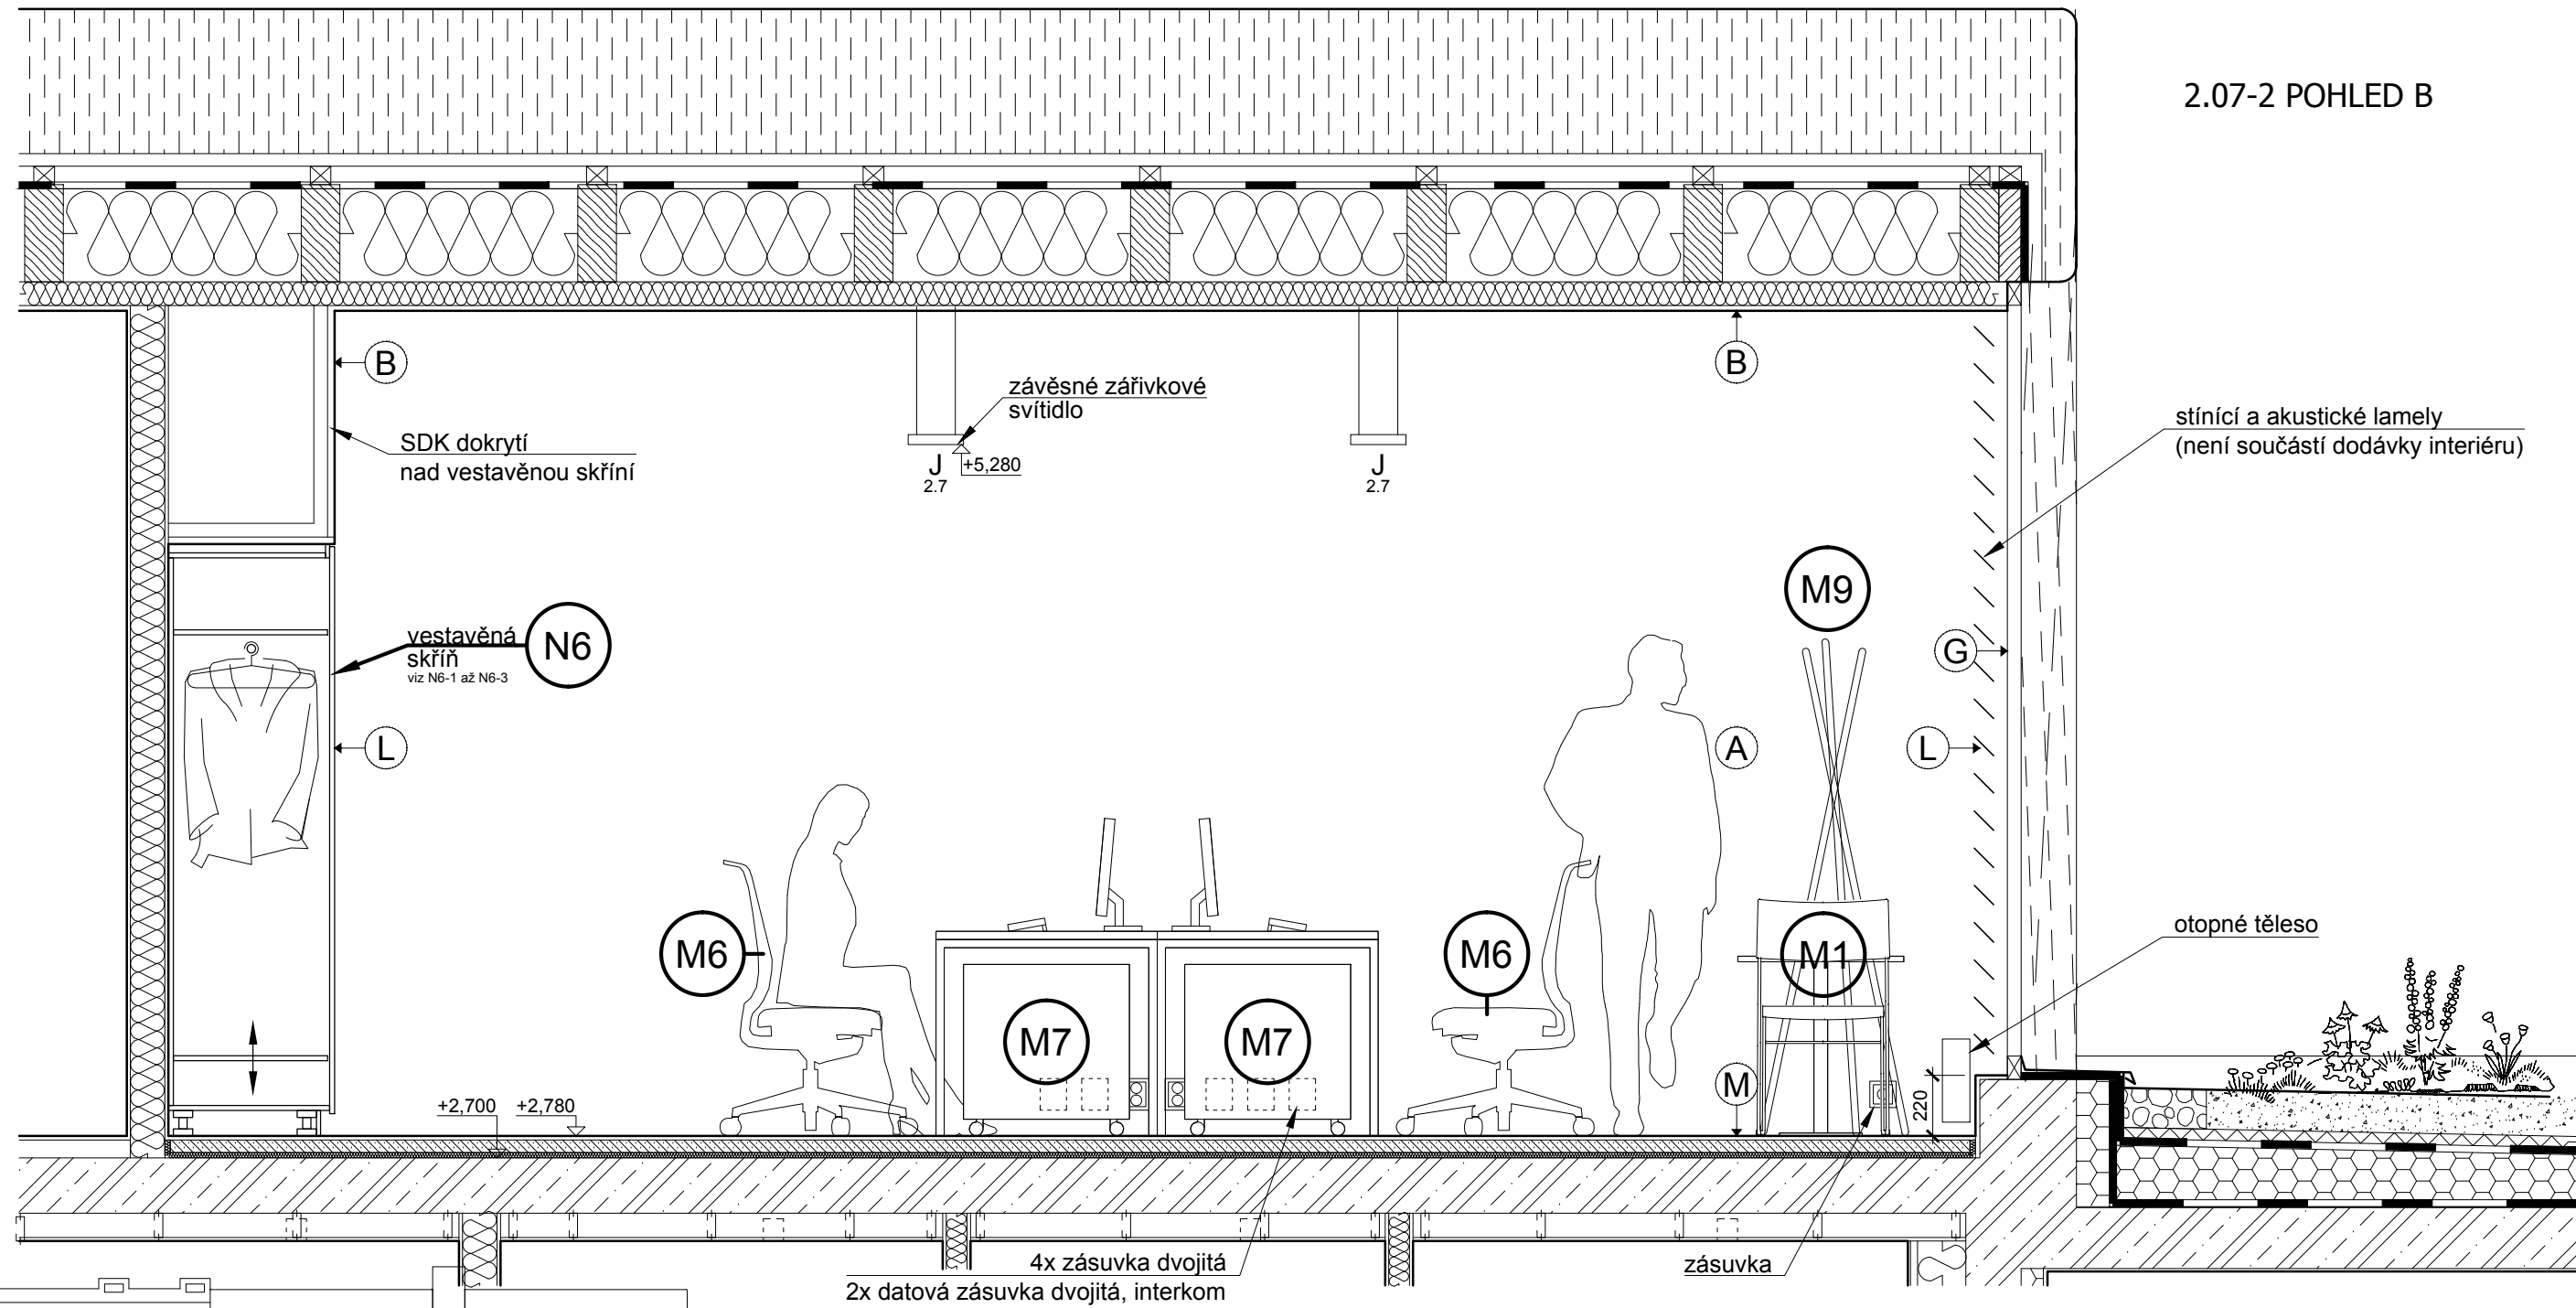 2.07-2 POHLED B
B
B
závěsné zářivkové
svítidlo
stínící a akustické lamely
(není součástí dodávky interiéru)
SDK dokrytí
nad vestavěnou skříní
J
2.7
+5,280
J
2.7
M9
vestavěná
skříň
viz N6-1 až N6-3
N6
G
L
A
L
otopné těleso
M6
M6
M1
M7
M7
M
220
+2,700
+2,780
4x zásuvka dvojitá
2x datová zásuvka dvojitá, interkom
zásuvka